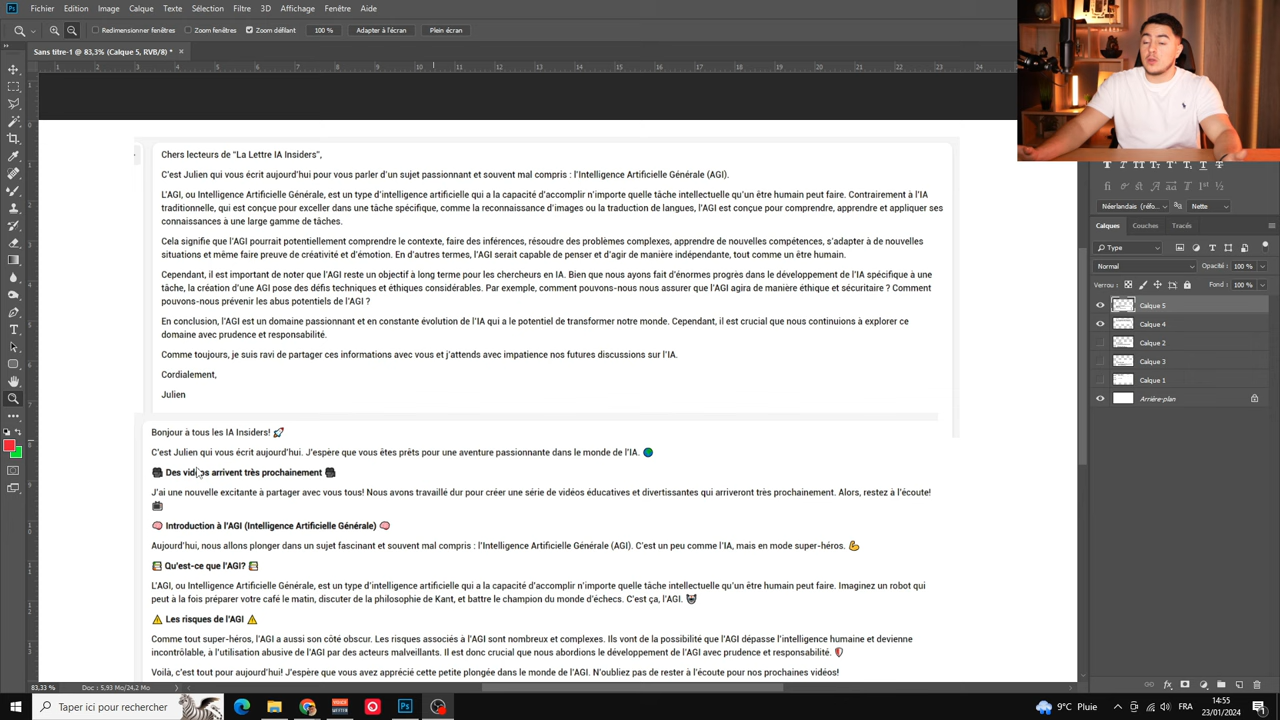 Fichier Edition Image Calque Texte Sélection Filtre 3D Affichage Fenêtre Aide
Redimensionner fenêtres Zoom fenêtres Zoom défilant 100 % Adapter à l'écran Plein écran
Sans titre-1 @ 83,3% (Calque 5, RVB/8) *
Chers lecteurs de "La Lettre IA Insiders",
C'est Julien qui vous écrit aujourd'hui pour vous parler d'un sujet passionnant et souvent mal compris : l'Intelligence Artificielle Générale (AGI).
L'AGI, ou Intelligence Artificielle Générale, est un type d'intelligence artificielle qui a la capacité d'accomplir n'importe quelle tâche intellectuelle qu'un être humain peut faire. Contrairement à l'IA
traditionnelle, qui est conçue pour exceller dans une tâche spécifique, comme la reconnaissance d'images ou la traduction de langues, l'AGI est conçue pour comprendre, apprendre et appliquer ses
connaissances à une large gamme de tâches.
Cela signifie que l'AGI pourrait potentiellement comprendre le contexte, faire des inférences, résoudre des problèmes complexes, apprendre de nouvelles compétences, s'adapter à de nouvelles
situations et même faire preuve de créativité et d'émotion. En d'autres termes, l'AGI serait capable de penser et d'agir de manière indépendante, tout comme un être humain.
Cependant, il est important de noter que l'AGI reste un objectif à long terme pour les chercheurs en IA. Bien que nous ayons fait d'énormes progrès dans le développement de l'IA spécifique à une
tâche, la création d'une AGI pose des défis techniques et éthiques considérables. Par exemple, comment pouvons-nous nous assurer que l'AGI agira de manière éthique et sécuritaire ? Comment
pouvons-nous prévenir les abus potentiels de l'AGI ?
En conclusion, l'AGI est un domaine passionnant et en constante évolution de l'IA qui a le potentiel de transformer notre monde. Cependant, il est crucial que nous continuions à explorer ce
domaine avec prudence et responsabilité.
Comme toujours, je suis ravi de partager ces informations avec vous et j'attends avec impatience nos futures discussions sur l'IA.
Cordialement,
Julien
Bonjour à tous les IA Insiders! 🚀
C'est Julien qui vous écrit aujourd'hui. J'espère que vous êtes prêts pour une aventure passionnante dans le monde de l'IA. 🌍
Des vidéos arrivent très prochainement
J'ai une nouvelle excitante à partager avec vous tous! Nous avons travaillé dur pour créer une série de vidéos éducatives et divertissantes qui arriveront très prochainement. Alors, restez à l'écoute!
🧠 Introduction à l'AGI (Intelligence Artificielle Générale) 🧠
Aujourd'hui, nous allons plonger dans un sujet fascinant et souvent mal compris : l'Intelligence Artificielle Générale (AGI). C'est un peu comme l'IA, mais en mode super-héros. 💪
Qu'est-ce que l'AGI?
L'AGI, ou Intelligence Artificielle Générale, est un type d'intelligence artificielle qui a la capacité d'accomplir n'importe quelle tâche intellectuelle qu'un être humain peut faire. Imaginez un robot qui
peut à la fois préparer votre café le matin, discuter de la philosophie de Kant, et battre le champion du monde d'échecs. C'est ça, l'AGI.
⚠ Les risques de l'AGI ⚠
Comme tout super-héros, l'AGI a aussi son côté obscur. Les risques associés à l'AGI sont nombreux et complexes. Ils vont de la possibilité que l'AGI dépasse l'intelligence humaine et devienne
incontrôlable, à l'utilisation abusive de l'AGI par des acteurs malveillants. Il est donc crucial que nous abordions le développement de l'AGI avec prudence et responsabilité.
Voilà, c'est tout pour aujourd'hui! J'espère que vous avez apprécié cette petite plongée dans le monde de l'AGI. N'oubliez pas de rester à l'écoute pour nos prochaines vidéos!
Néerlandais (réfo... Nette
Calques Couches Tracés
Type
Normal Opacité : 100 %
Verrou : Fond : 100 %
Calque 5
Calque 4
Calque 2
Calque 3
Calque 1
Arrière-plan
83,33 % Doc : 5,93 Mo/24,2 Mo
Taper ici pour rechercher
9°C Pluie FR 14:55
23/01/2024